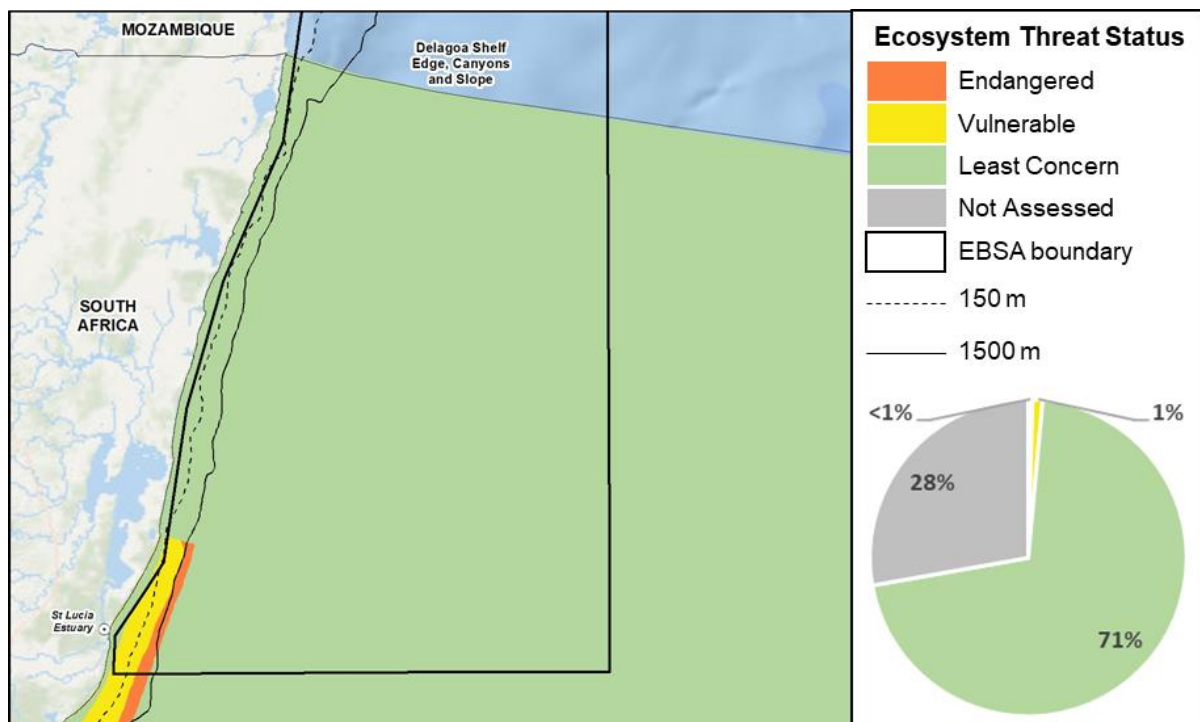 MOZAMBIQUE
Delagoa Shelf
Edge, Canyons
and Slope
SOUTH
AFRICA
St Lucia
Estuary
Ecosystem Threat Status
Endangered
Vulnerable
Least Concern
Not Assessed
EBSA boundary
150 m
1500 m
<1%
1%
28%
71%